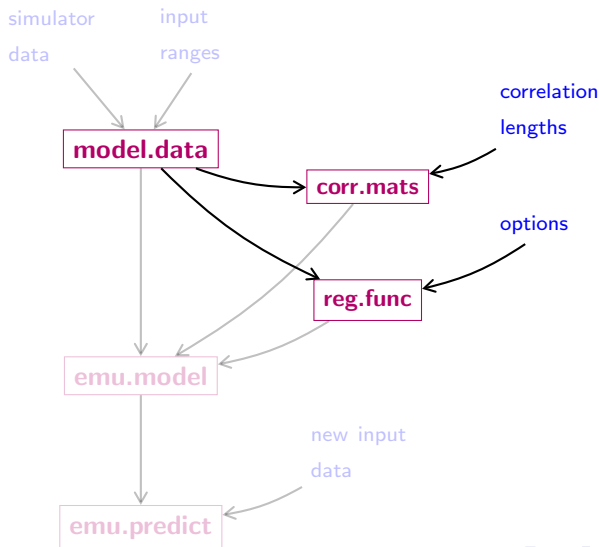 simulator
data
input
ranges
correlation
lengths
model.data
corr.mats
options
reg.func
emu.model
new input
data
emu.predict